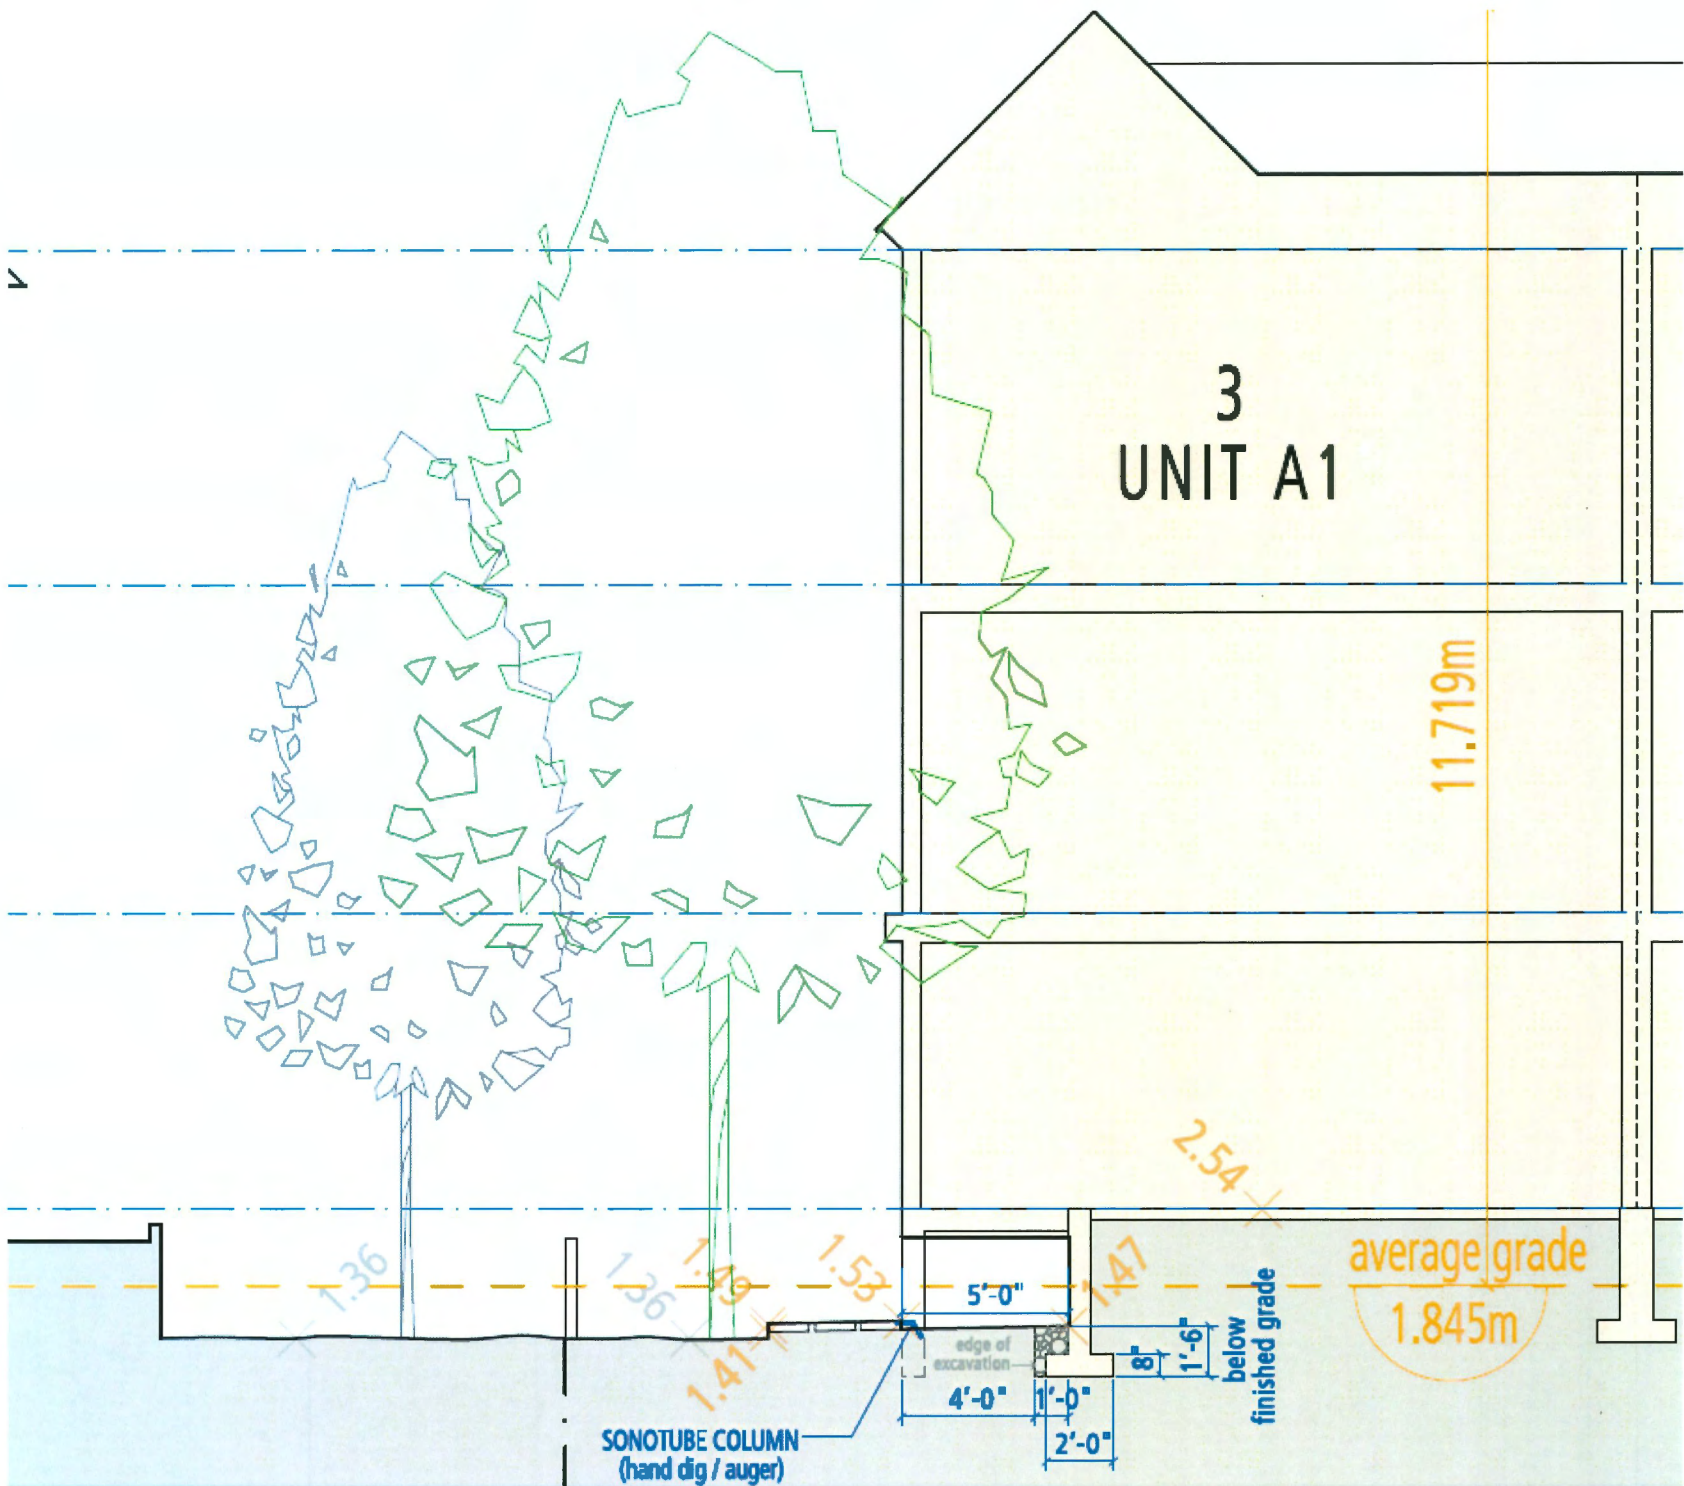 3
UNIT A1
11.719m
2.54
average grade
1.845m
1.36
1.36
1.49
1.53
1.47
1.41
5'-0"
edge of
excavation
8"
1'-6"
below
finished grade
4'-0"
1'-0"
2'-0"
SONOTUBE COLUMN
(hand dig / auger)